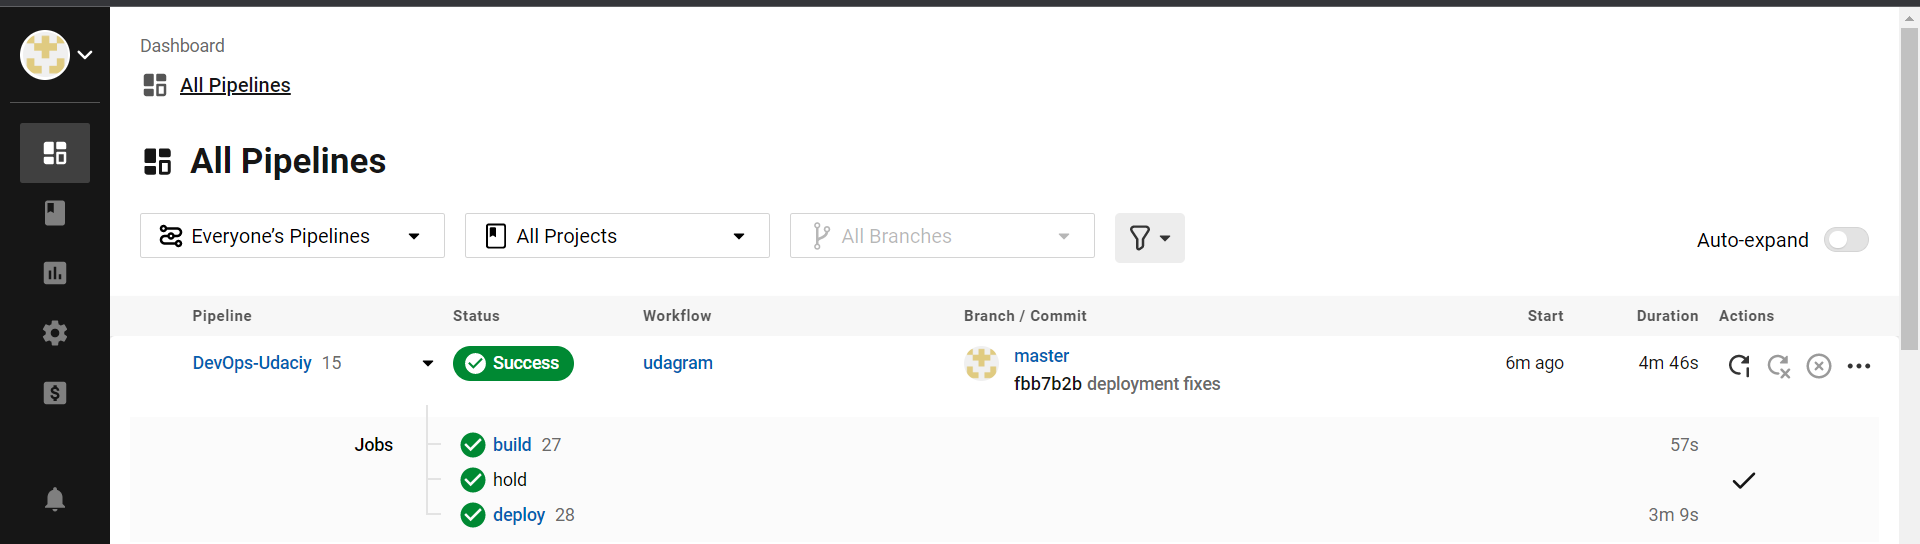 Dashboard
All Pipelines
All Pipelines
Everyone’s Pipelines All Projects All Branches Auto-expand
Pipeline Status Workflow Branch / Commit Start Duration Actions
DevOps-Udaciy 15 Success udagram master 6m ago 4m 46s
fbb7b2b deployment fixes
Jobs build 27 57s
hold
deploy 28 3m 9s